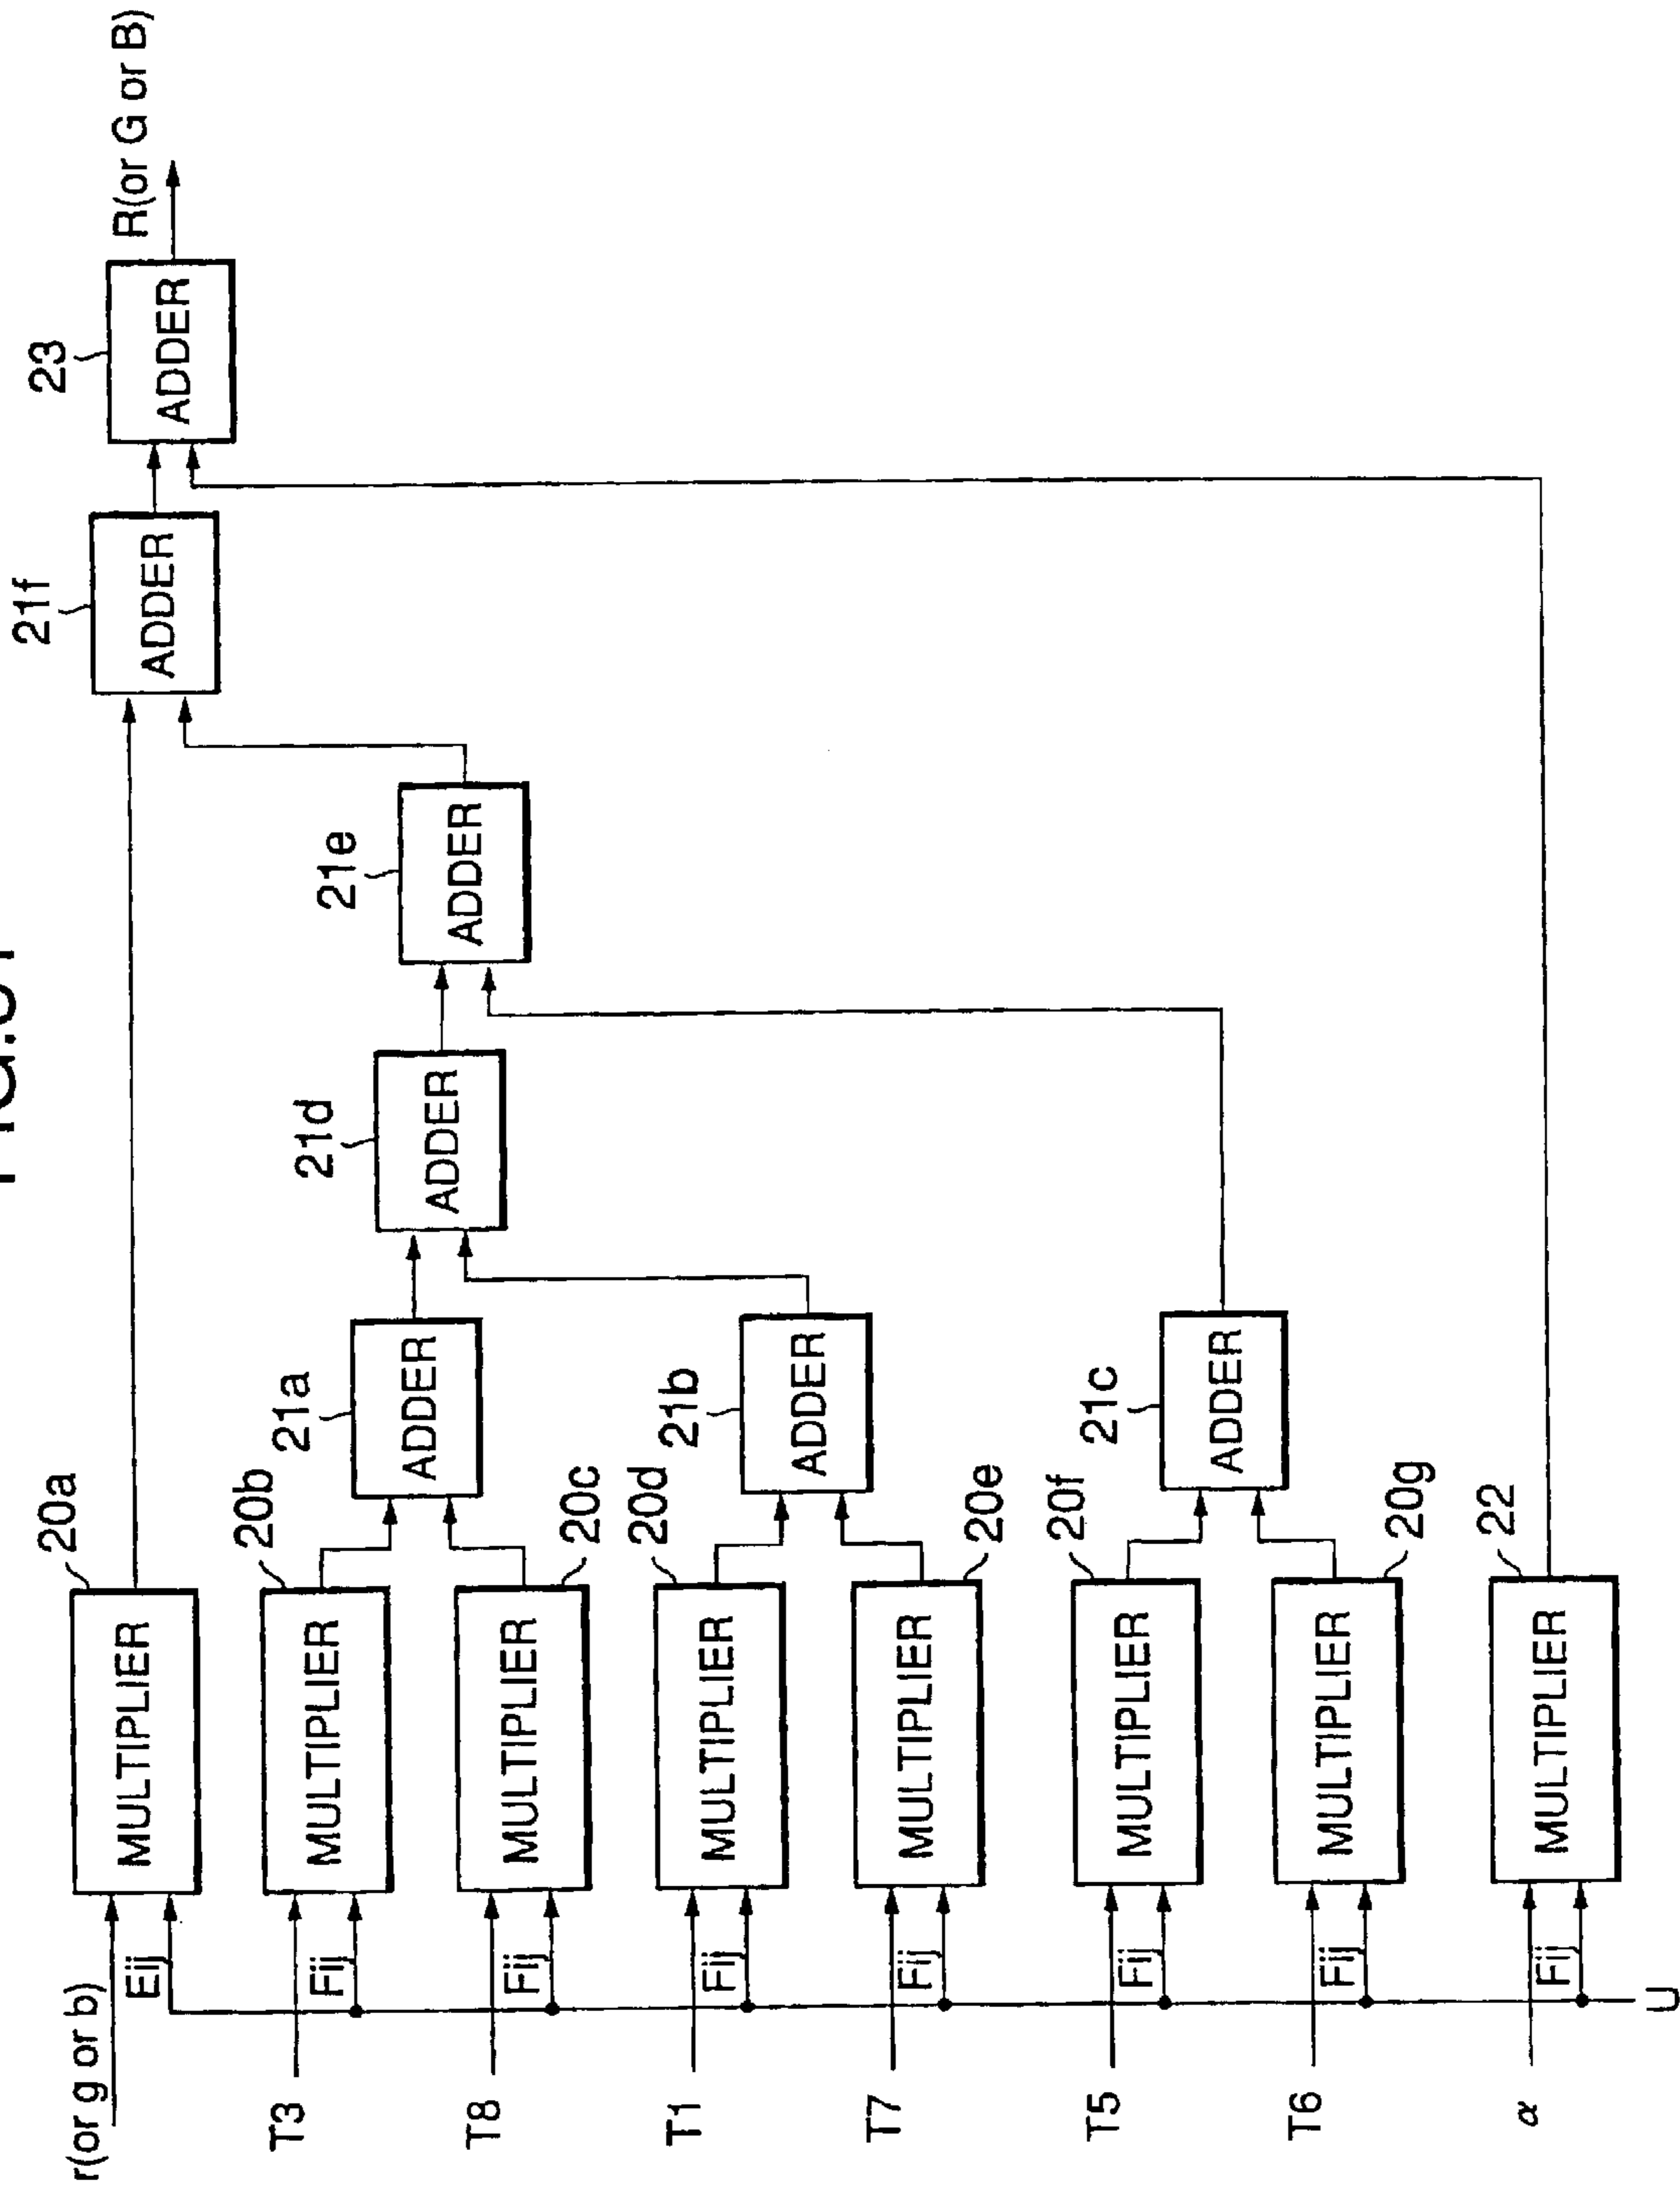 23
21f
R(or G or B)
ADDER
ADDER
21e
ADDER
21d
ADDER
20a
MULTIPLIER
r(or g or b)
Eij
20b
21a
ADDER
MULTIPLIER
T3
Fij
20c
MULTIPLIER
T8
Fij
20d
21b
ADDER
MULTIPLIER
T1
Fij
20e
MULTIPLIER
T7
Fij
20f
21c
ADDER
MULTIPLIER
T5
Fij
20g
MULTIPLIER
T6
Fij
22
MULTIPLIER
α
Fij
U